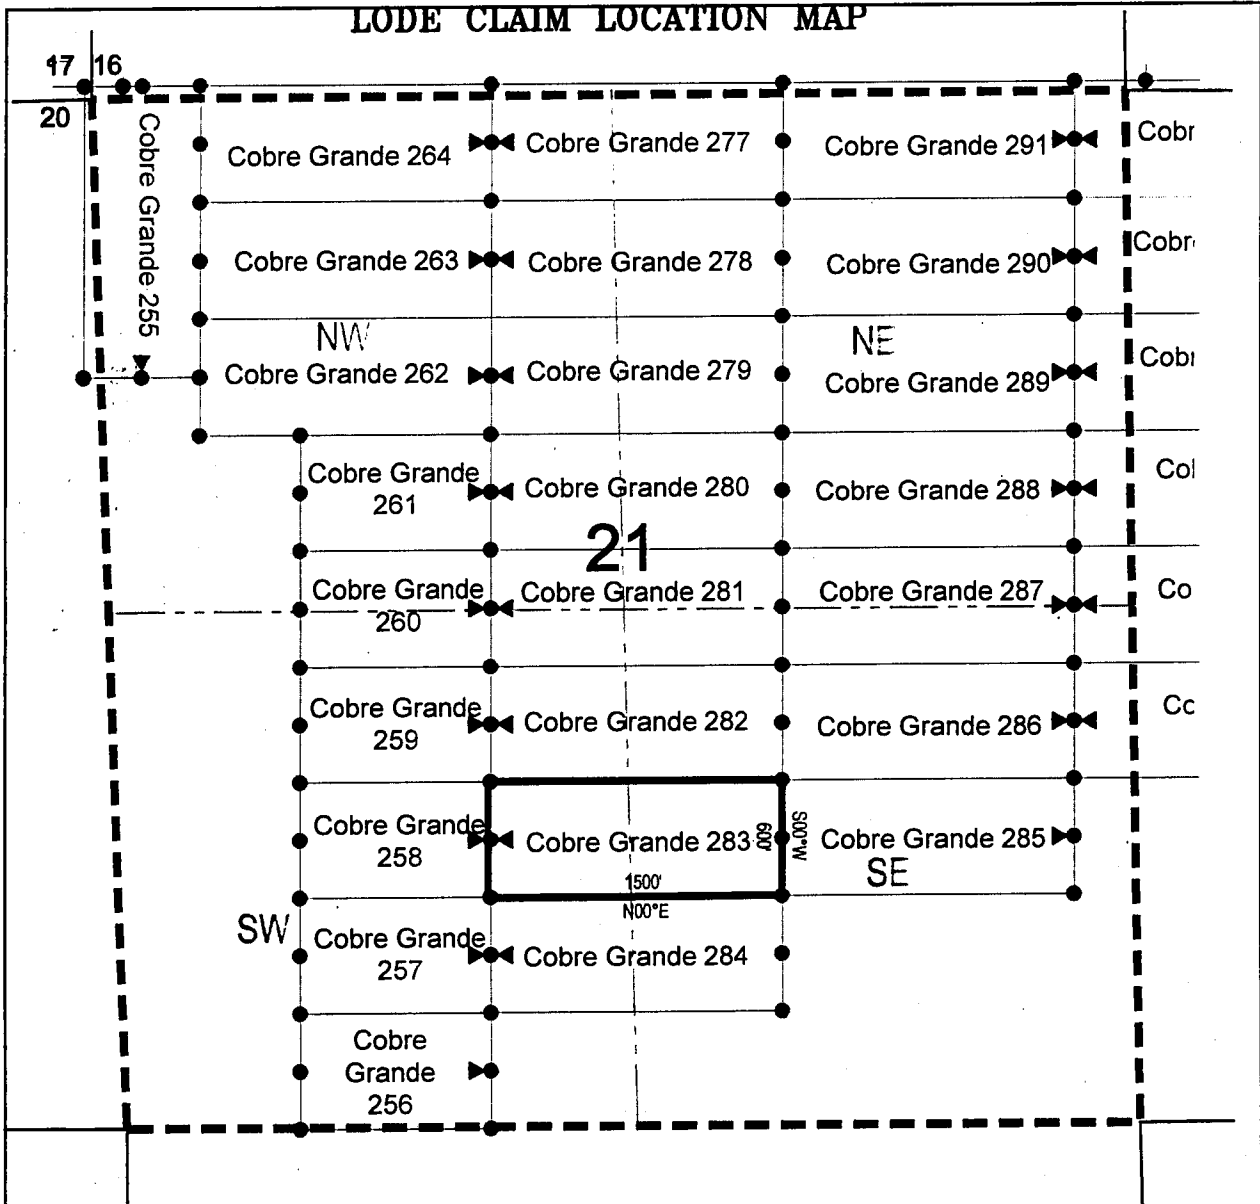 LODE CLAIM LOCATION MAP
17 16
20
Cobre Grande 255
Cobre Grande 264
Cobre Grande 277
Cobre Grande 291
Cobr
Cobre Grande 263
Cobre Grande 278
Cobre Grande 290
Cobr
NW
NE
Cobre Grande 262
Cobre Grande 279
Cobre Grande 289
Cobr
Cobre Grande
261
Cobre Grande 280
Cobre Grande 288
Col
21
Cobre Grande
260
Cobre Grande 281
Cobre Grande 287
Co
Cobre Grande
259
Cobre Grande 282
Cobre Grande 286
Co
Cobre Grande
258
Cobre Grande 283
600'
S00°W
Cobre Grande 285
SE
1500'
N00°E
SW
Cobre Grande
257
Cobre Grande 284
Cobre
Grande
256